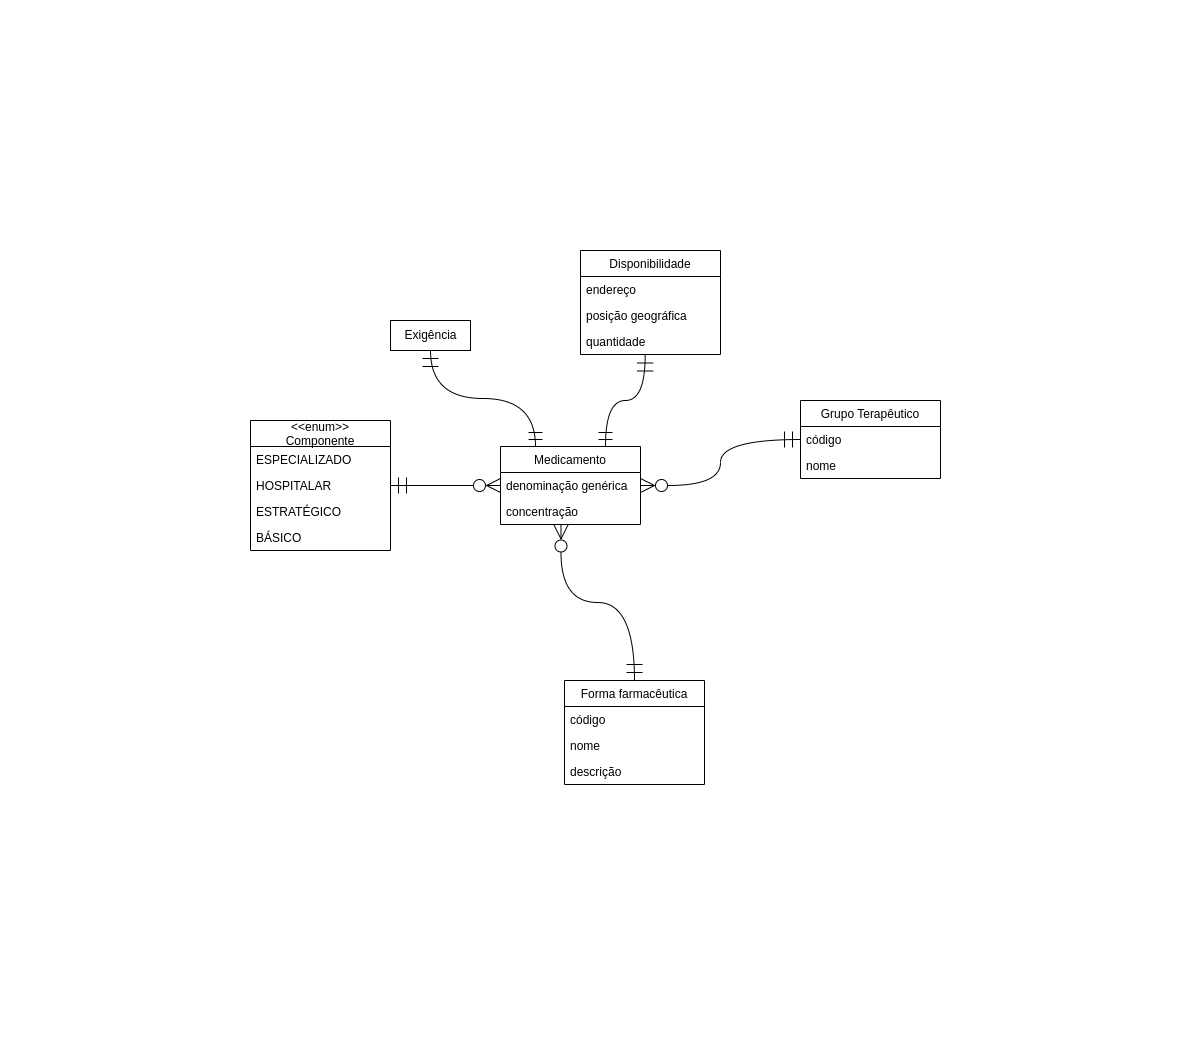 Disponibilidade
endereço
posição geográfica
quantidade
Exigência
<<enum>>
Componente
ESPECIALIZADO
HOSPITALAR
ESTRATÉGICO
BÁSICO
Medicamento
denominação genérica
concentração
Grupo Terapêutico
código
nome
Forma farmacêutica
código
nome
descrição